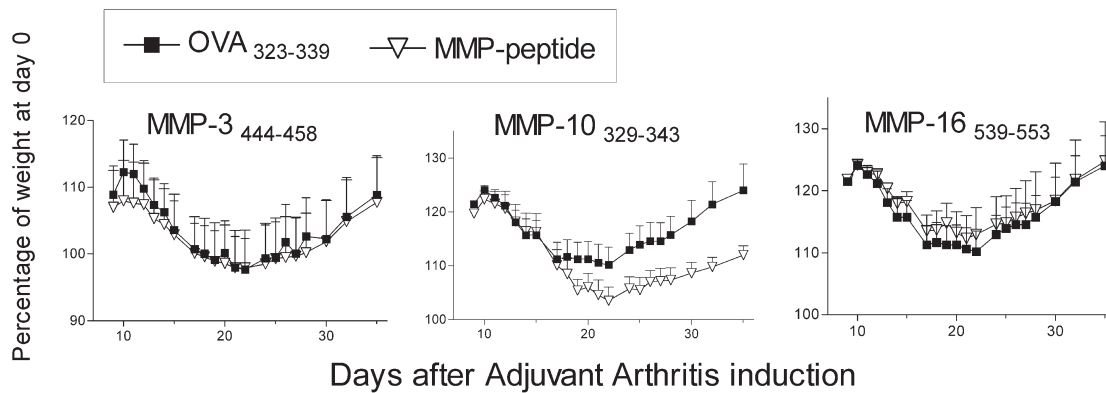 OVA 323-339 MMP-peptide
Percentage of weight at day 0
MMP-3 444-458
120
110
100
90
10 20 30
MMP-10 329-343
130
120
110
100
10 20 30
MMP-16 539-553
130
120
110
100
10 20 30
Days after Adjuvant Arthritis induction